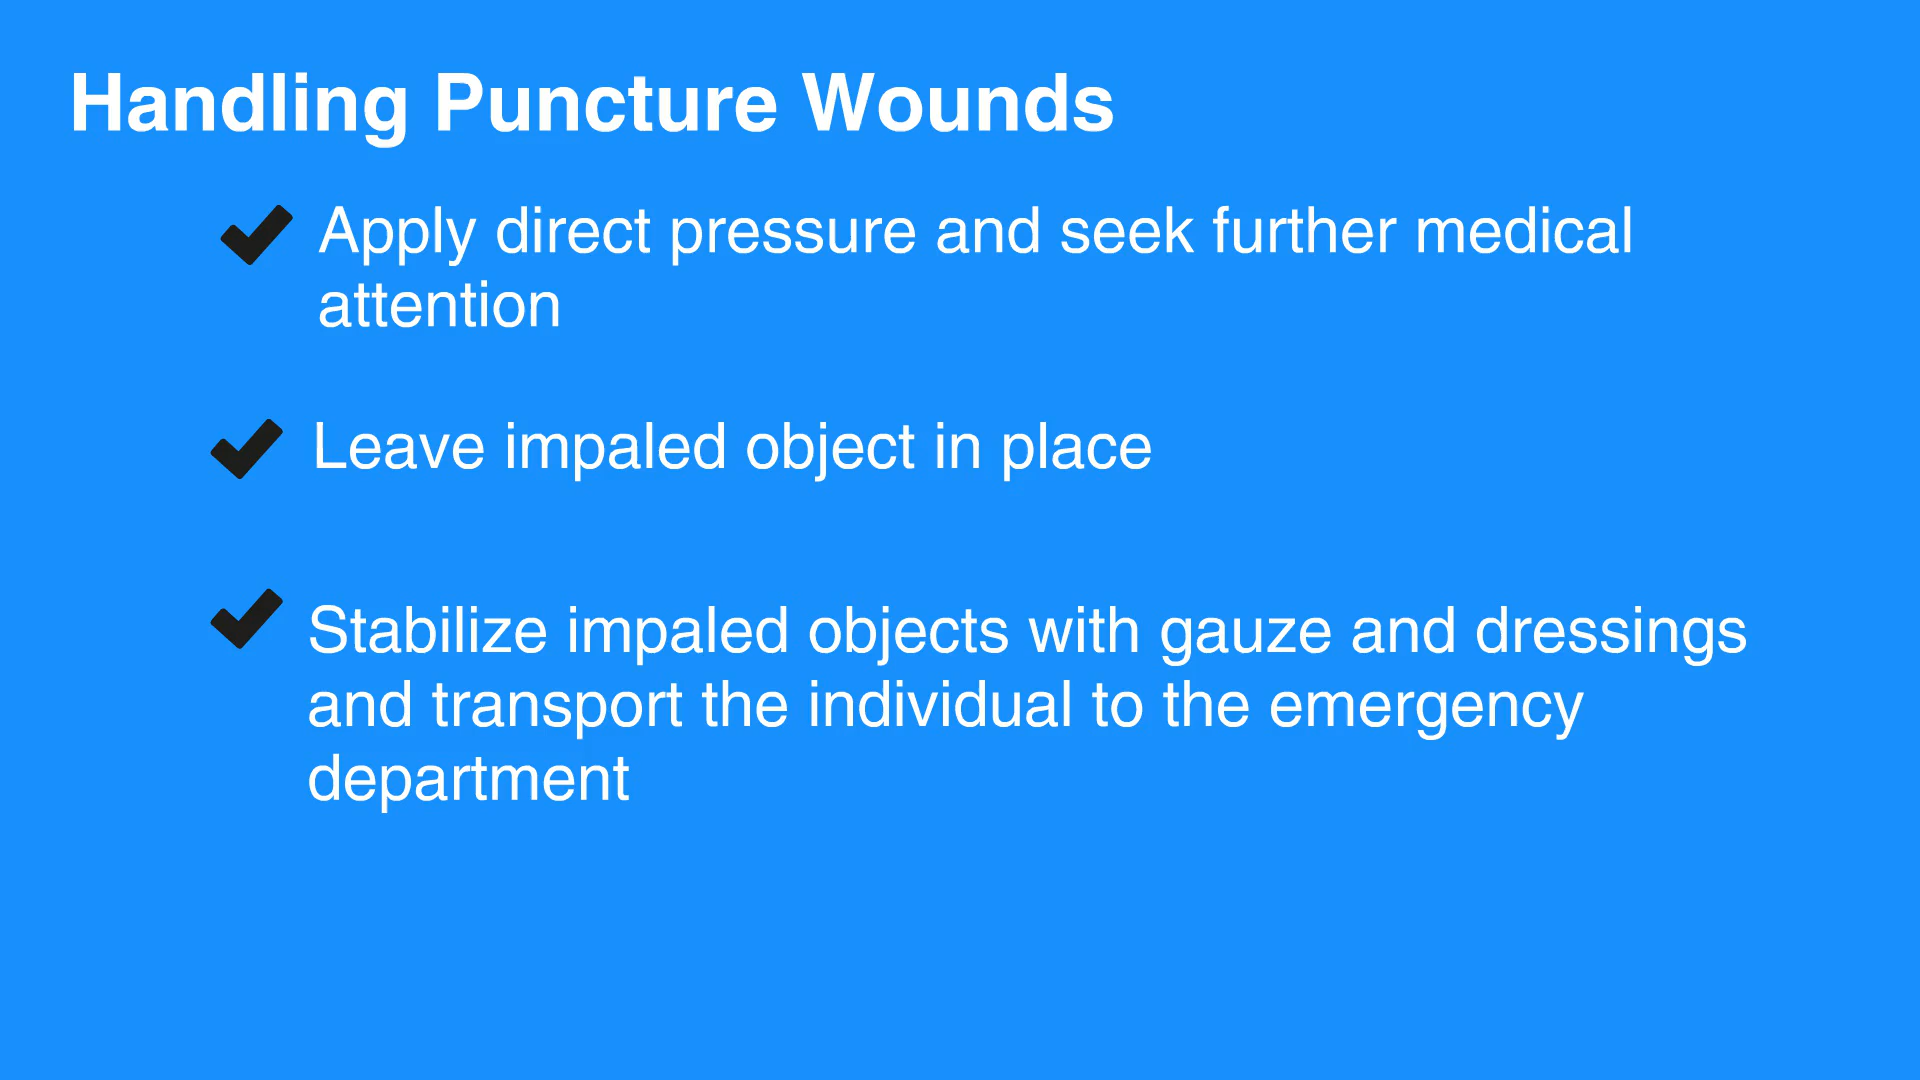 Handling Puncture Wounds
Apply direct pressure and seek further medical
attention
Leave impaled object in place
Stabilize impaled objects with gauze and dressings
and transport the individual to the emergency
department